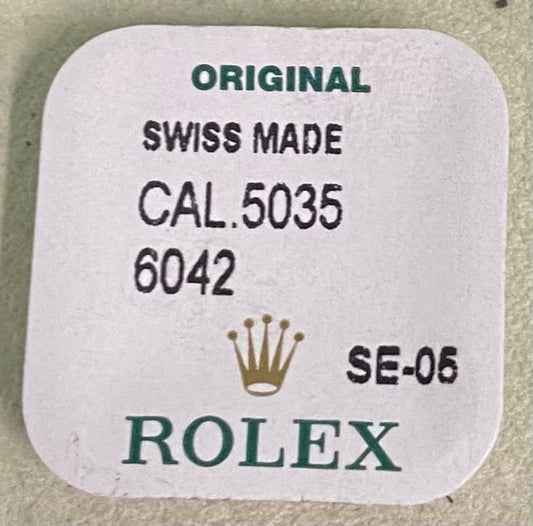 ORIGINAL
SWISS MADE
CAL.5035
6042
SE-05
ROLEX